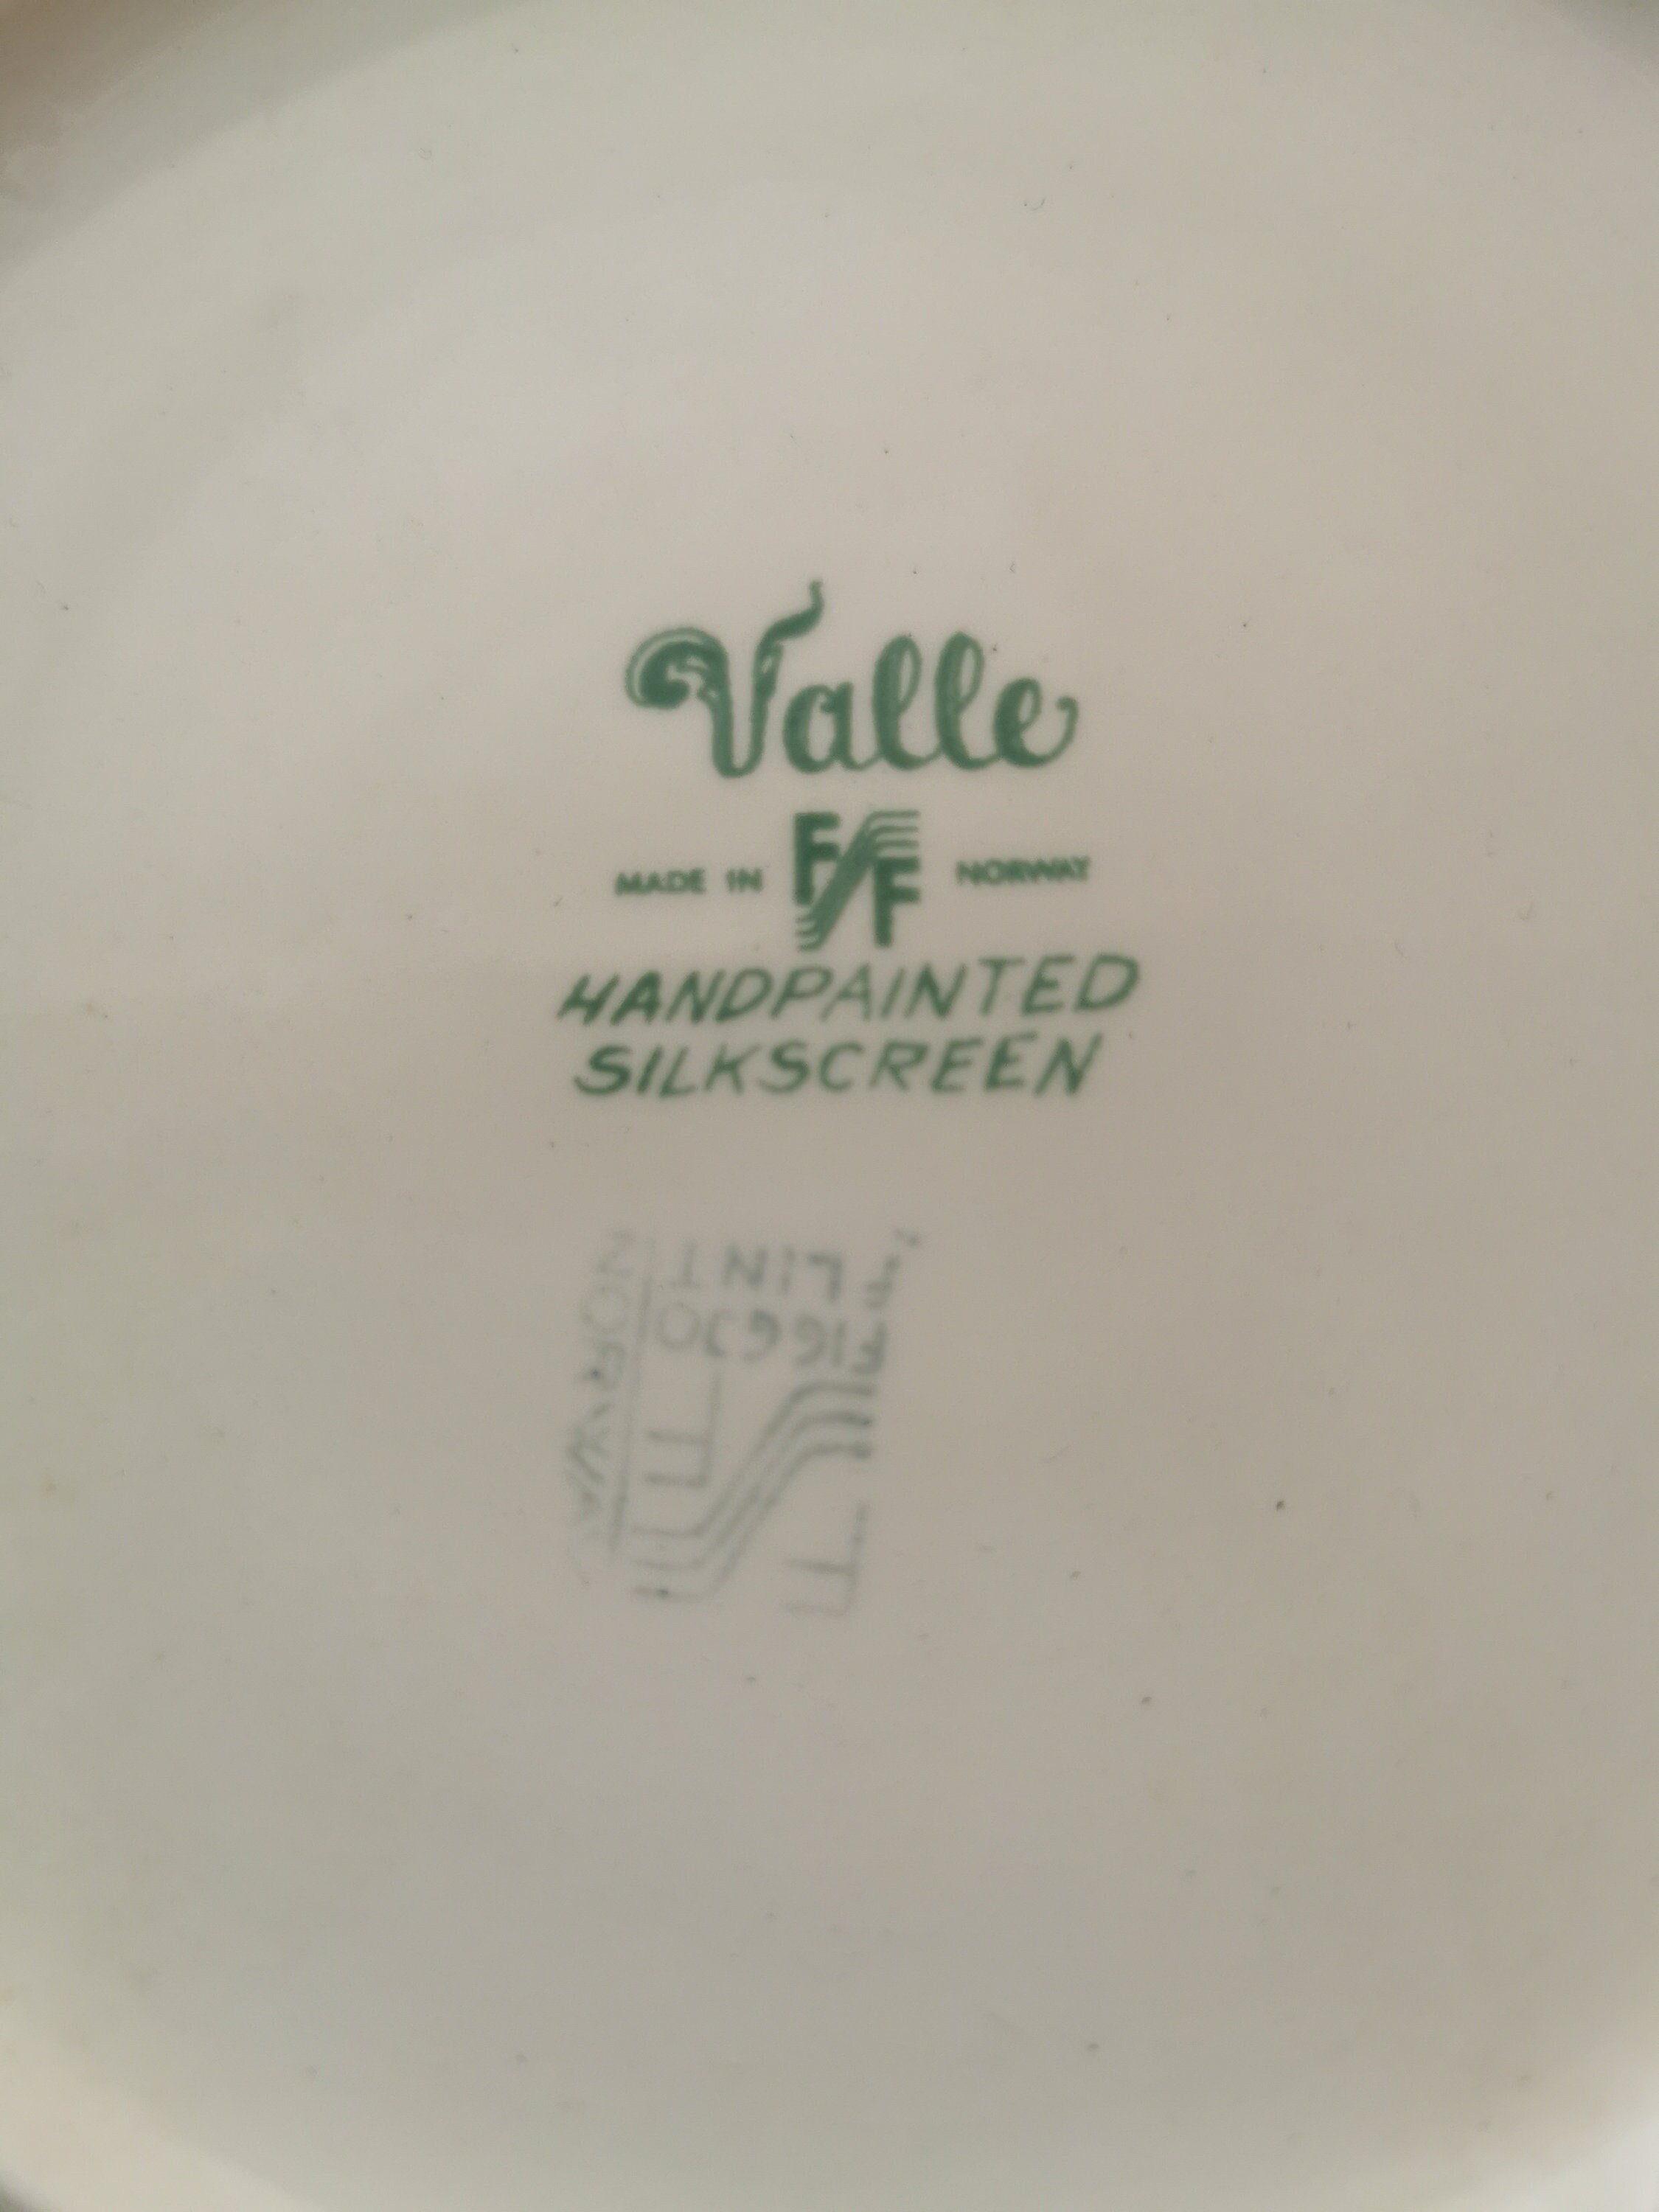 Valle
MADE IN F/F NORWAY
HANDPAINTED
SILKSCREEN
FIGGJO
FLINT
NORWAY